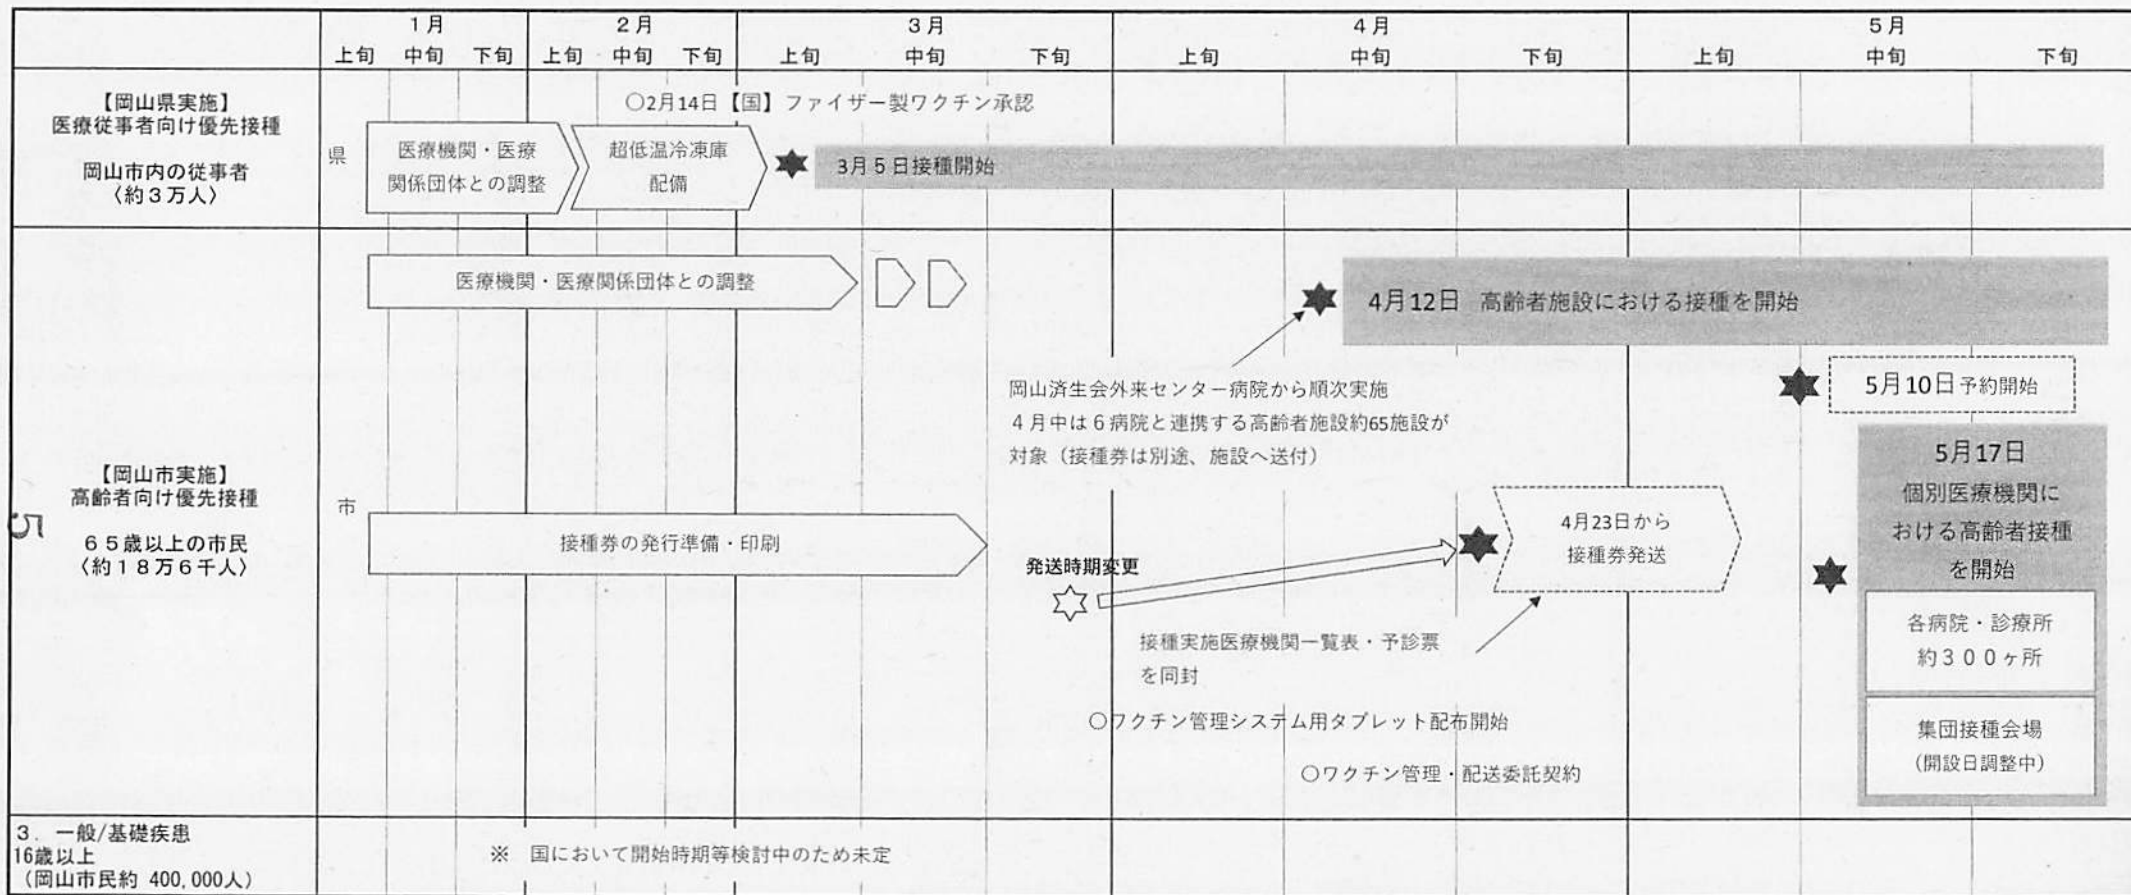 1月
2月
3月
4月
5月
上旬 中旬 下旬 上旬 中旬 下旬 上旬 中旬 下旬 上旬 中旬 下旬 上旬 中旬 下旬
【岡山県実施】
医療従事者向け優先接種
岡山市内の従事者
〈約3万人〉
県
〇2月14日【国】ファイザー製ワクチン承認
医療機関・医療
関係団体との調整
超低温冷凍庫
配備
3月5日接種開始
【岡山市実施】
高齢者向け優先接種
65歳以上の市民
〈約18万6千人〉
市
医療機関・医療関係団体との調整
4月12日 高齢者施設における接種を開始
岡山済生会外来センター病院から順次実施
4月中は6病院と連携する高齢者施設約65施設が
対象（接種券は別途、施設へ送付）
5月10日予約開始
接種券の発行準備・印刷
発送時期変更
4月23日から
接種券発送
接種実施医療機関一覧表・予診票
を同封
〇ワクチン管理システム用タブレット配布開始
〇ワクチン管理・配送委託契約
5月17日
個別医療機関に
おける高齢者接種
を開始
各病院・診療所
約300ヶ所
集団接種会場
(開設日調整中)
3. 一般/基礎疾患
16歳以上
（岡山市民約 400,000人）
※ 国において開始時期等検討中のため未定
5